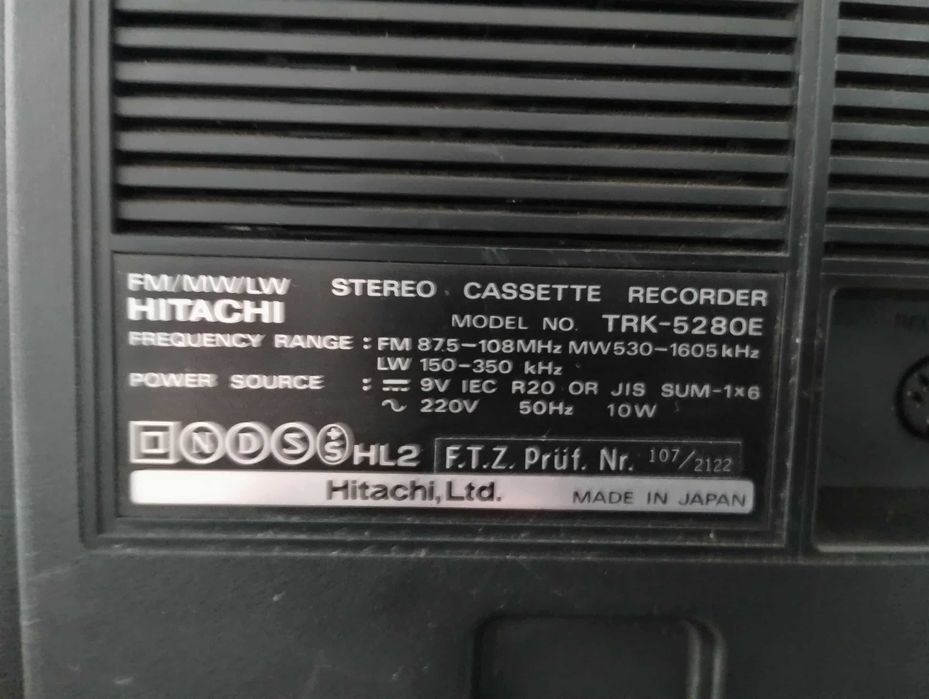 FM/MW/LW STEREO CASSETTE RECORDER
HITACHI MODEL NO. TRK-5280E
FREQUENCY RANGE : FM 87.5–108MHz MW530–1605kHz
LW 150–350 kHz
POWER SOURCE : ⎓ 9V IEC R20 OR JIS SUM-1×6
∿ 220V 50Hz 10W
N D S +S HL2 F.T.Z. Prüf. Nr. 107/2122
Hitachi, Ltd. MADE IN JAPAN